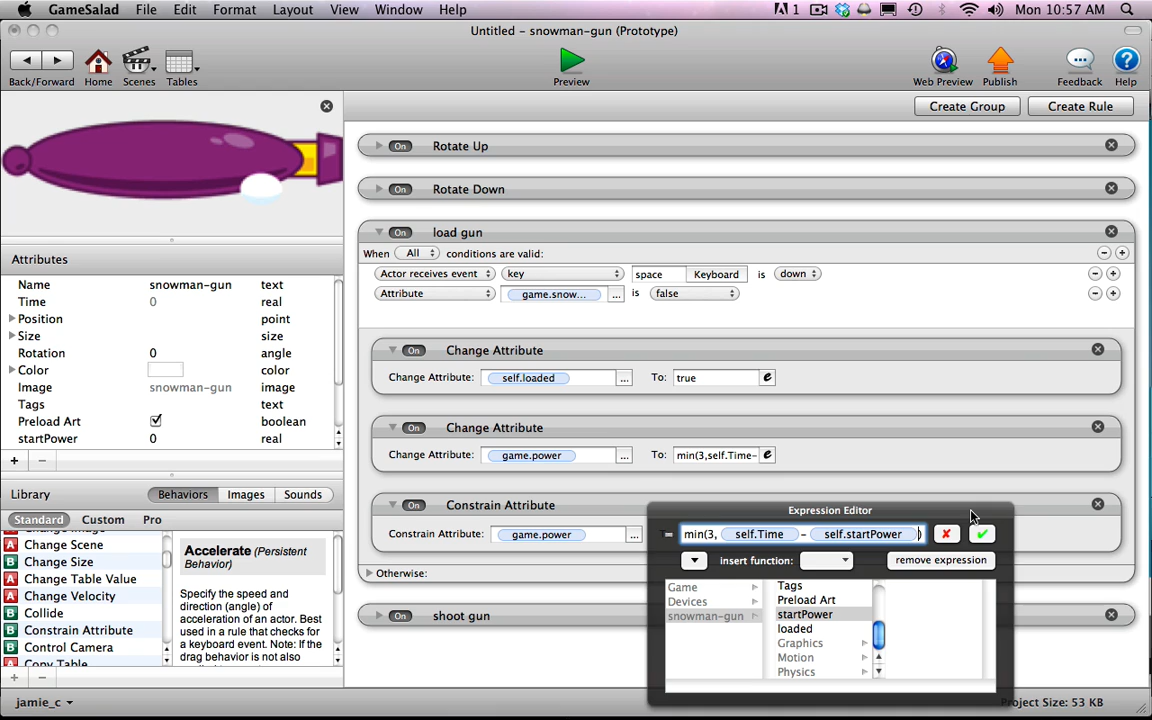 GameSalad File Edit Format Layout View Window Help 1 Mon 10:57 AM
Untitled – snowman-gun (Prototype)
Back/Forward Home Scenes Tables Preview Web Preview Publish Feedback Help
Create Group Create Rule
On Rotate Up
On Rotate Down
On load gun
When All conditions are valid:
Actor receives event key space Keyboard is down
Attribute game.snow... ... is false
On Change Attribute
Change Attribute: self.loaded ... To: true e
On Change Attribute
Change Attribute: game.power ... To: min(3,self.Time- e
On Constrain Attribute
Constrain Attribute: game.power ...
Otherwise:
On shoot gun
Attributes
Name snowman-gun text
Time 0 real
Position point
Size size
Rotation 0 angle
Color color
Image snowman-gun image
Tags text
Preload Art boolean
startPower 0 real
+ −
Library Behaviors Images Sounds
Standard Custom Pro
Change Scene
Change Size
Change Table Value
Change Velocity
Collide
Constrain Attribute
Control Camera
Copy Table
Accelerate (Persistent
Behavior)
Specify the speed and
direction (angle) of
acceleration of an actor. Best
used in a rule that checks for
a keyboard event. Note: If the
drag behavior is not also
Expression Editor
= min(3, self.Time – self.startPower )
insert function: remove expression
Game
Devices
snowman-gun
Tags
Preload Art
startPower
loaded
Graphics
Motion
Physics
jamie_c Project Size: 53 KB